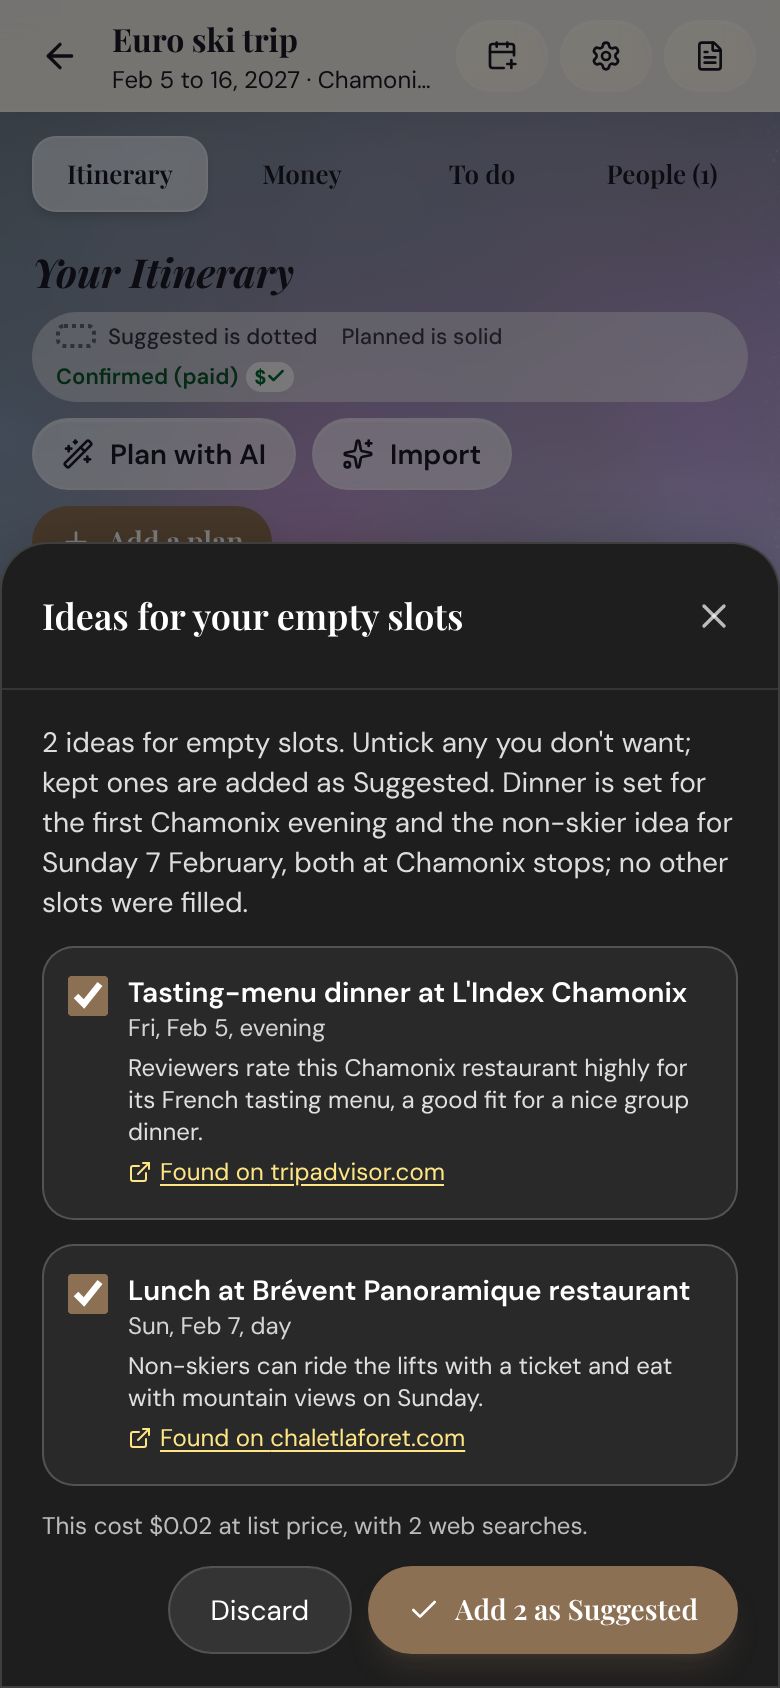 Euro ski trip
Feb 5 to 16, 2027 · Chamoni...
Itinerary
Money
To do
People (1)
Your Itinerary
Suggested is dotted
Planned is solid
Confirmed (paid) $✓
Plan with AI
Import
+ Add a plan
Ideas for your empty slots
2 ideas for empty slots. Untick any you don't want;
kept ones are added as Suggested. Dinner is set for
the first Chamonix evening and the non-skier idea for
Sunday 7 February, both at Chamonix stops; no other
slots were filled.
Tasting-menu dinner at L'Index Chamonix
Fri, Feb 5, evening
Reviewers rate this Chamonix restaurant highly for
its French tasting menu, a good fit for a nice group
dinner.
Found on tripadvisor.com
Lunch at Brévent Panoramique restaurant
Sun, Feb 7, day
Non-skiers can ride the lifts with a ticket and eat
with mountain views on Sunday.
Found on chaletlaforet.com
This cost $0.02 at list price, with 2 web searches.
Discard
Add 2 as Suggested